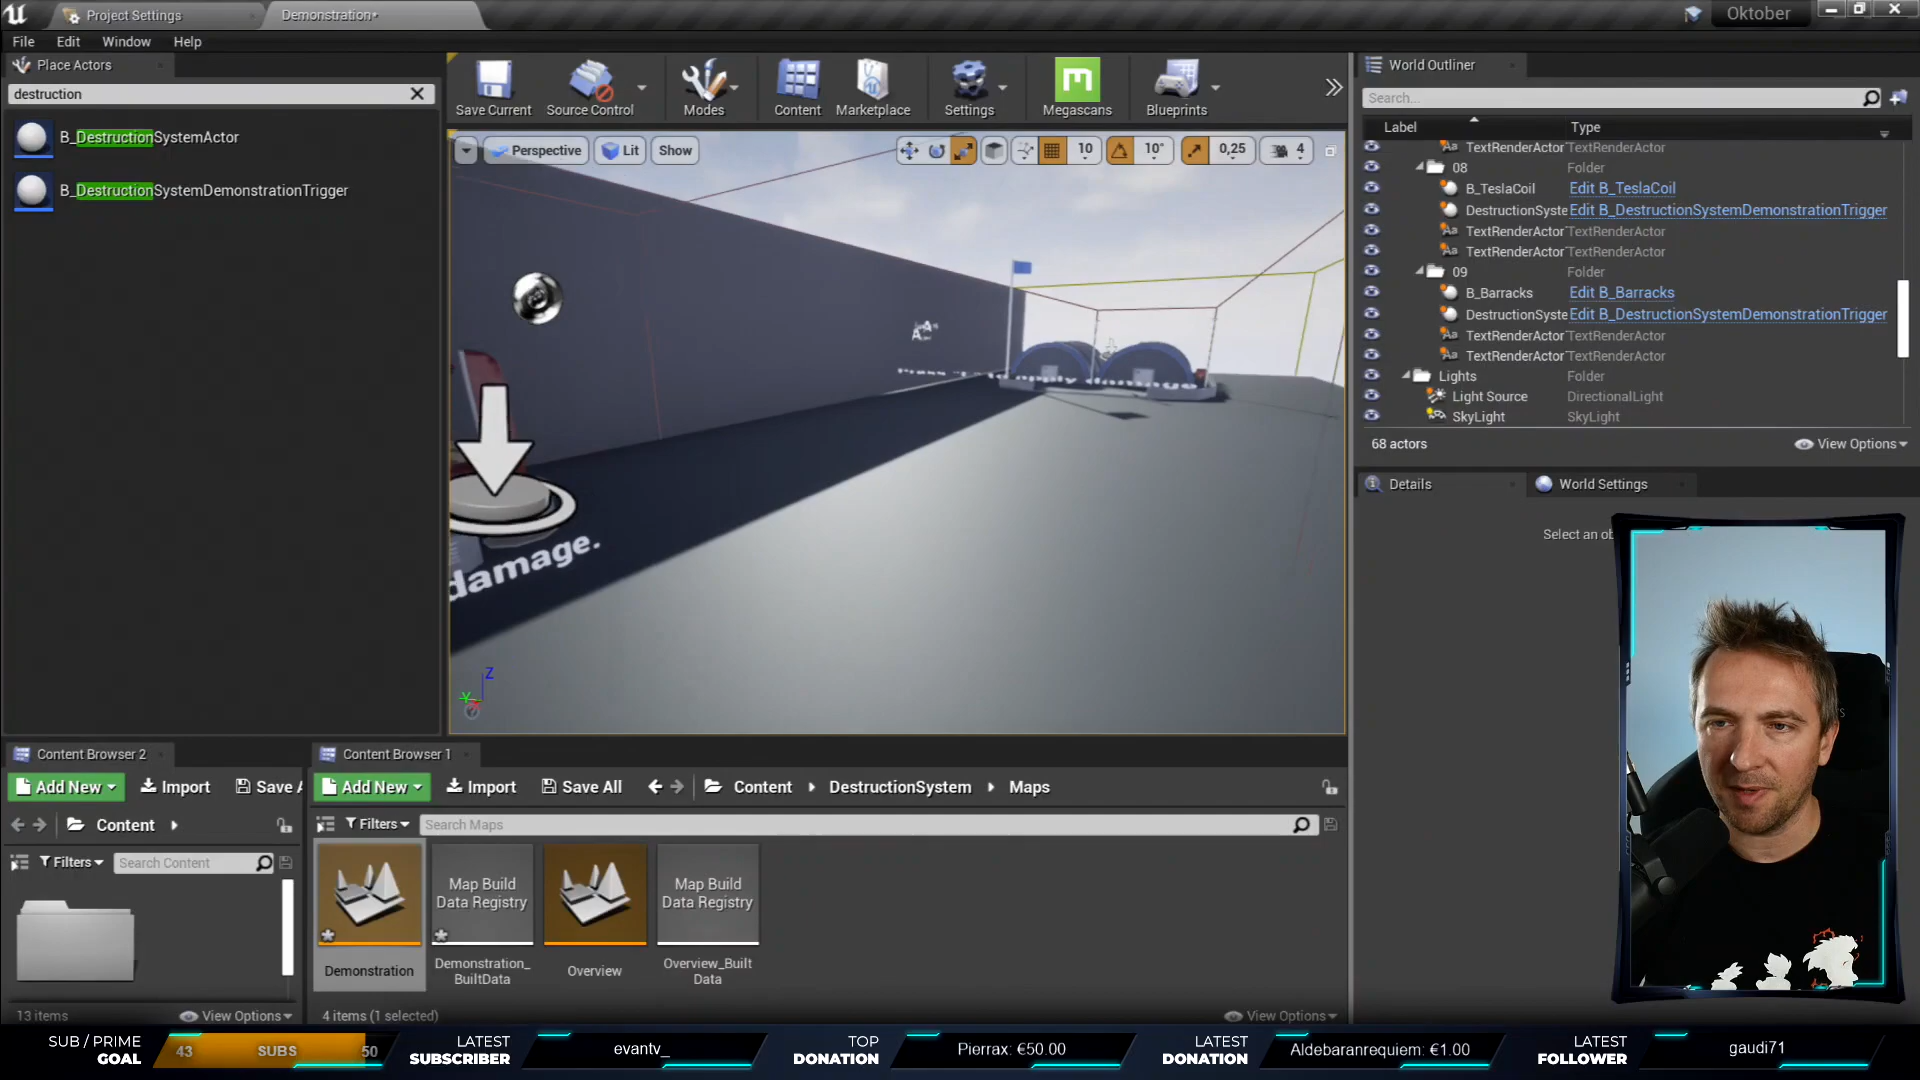 Project Settings
Demonstration*
Oktober
File Edit Window Help
Place Actors
destruction
B_DestructionSystemActor
B_DestructionSystemDemonstrationTrigger
Save Current
Source Control
Modes
Content
Marketplace
Settings
Megascans
Blueprints
Perspective
Lit
Show
10
10°
0,25
4
damage.
Z
Y
World Outliner
Search...
Label
Type
TextRenderActor TextRenderActor
08 Folder
B_TeslaCoil Edit B_TeslaCoil
DestructionSyste Edit B_DestructionSystemDemonstrationTrigger
TextRenderActor TextRenderActor
TextRenderActor TextRenderActor
09 Folder
B_Barracks Edit B_Barracks
DestructionSyste Edit B_DestructionSystemDemonstrationTrigger
TextRenderActor TextRenderActor
TextRenderActor TextRenderActor
Lights Folder
Light Source DirectionalLight
SkyLight SkyLight
68 actors
View Options
Details
World Settings
Select an ob
Content Browser 2
Add New
Import
Save A
Content
Filters
Search Content
13 items
View Options
Content Browser 1
Add New
Import
Save All
Content
DestructionSystem
Maps
Filters
Search Maps
Map Build
Data Registry
Map Build
Data Registry
Demonstration
Demonstration_
BuiltData
Overview
Overview_Built
Data
4 items (1 selected)
View Options
SUB / PRIME
GOAL
43
SUBS
50
LATEST
SUBSCRIBER
evantv_
TOP
DONATION
Pierrax: €50.00
LATEST
DONATION
Aldebaranrequiem: €1.00
LATEST
FOLLOWER
gaudi71